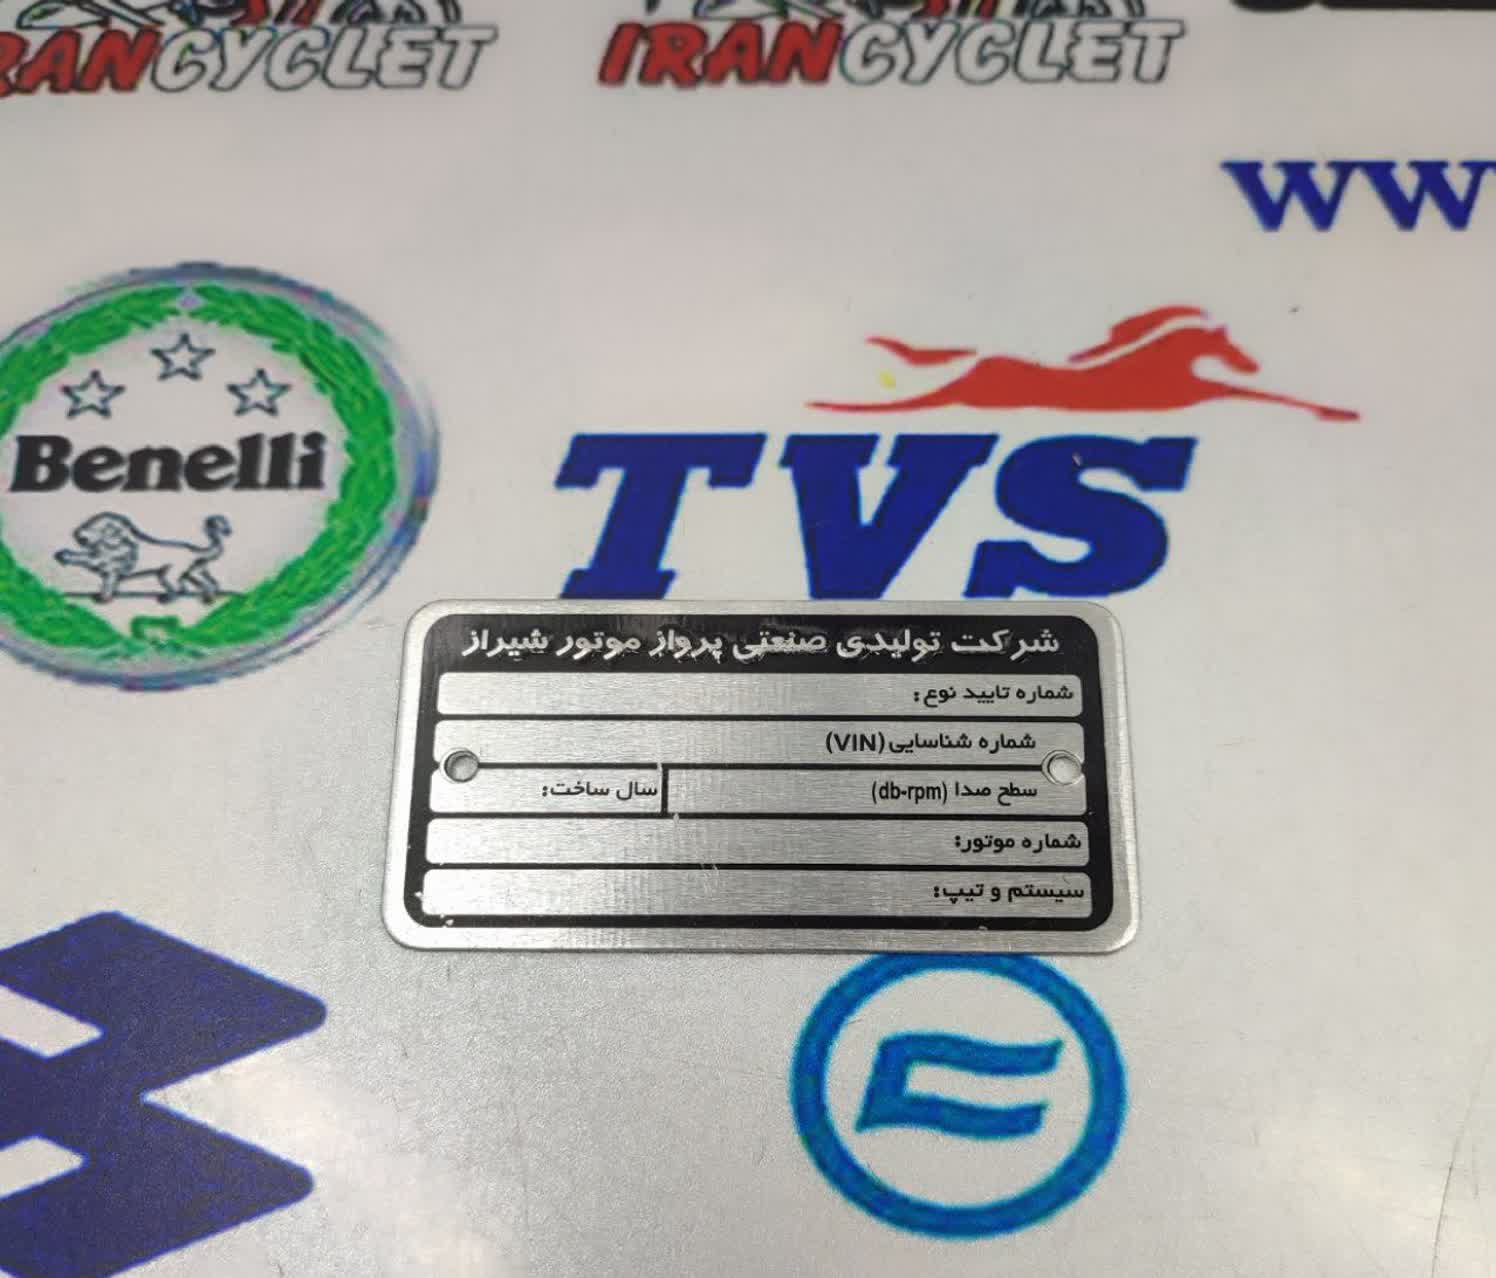 IRANCYCLET
IRANCYCLET
WW
Benelli
TVS
شرکت تولیدی صنعتی پرواز موتور شیراز
شماره تایید نوع:
شماره شناسایی (VIN)
سطح صدا (db-rpm) سال ساخت:
شماره موتور:
سیستم و تیپ: